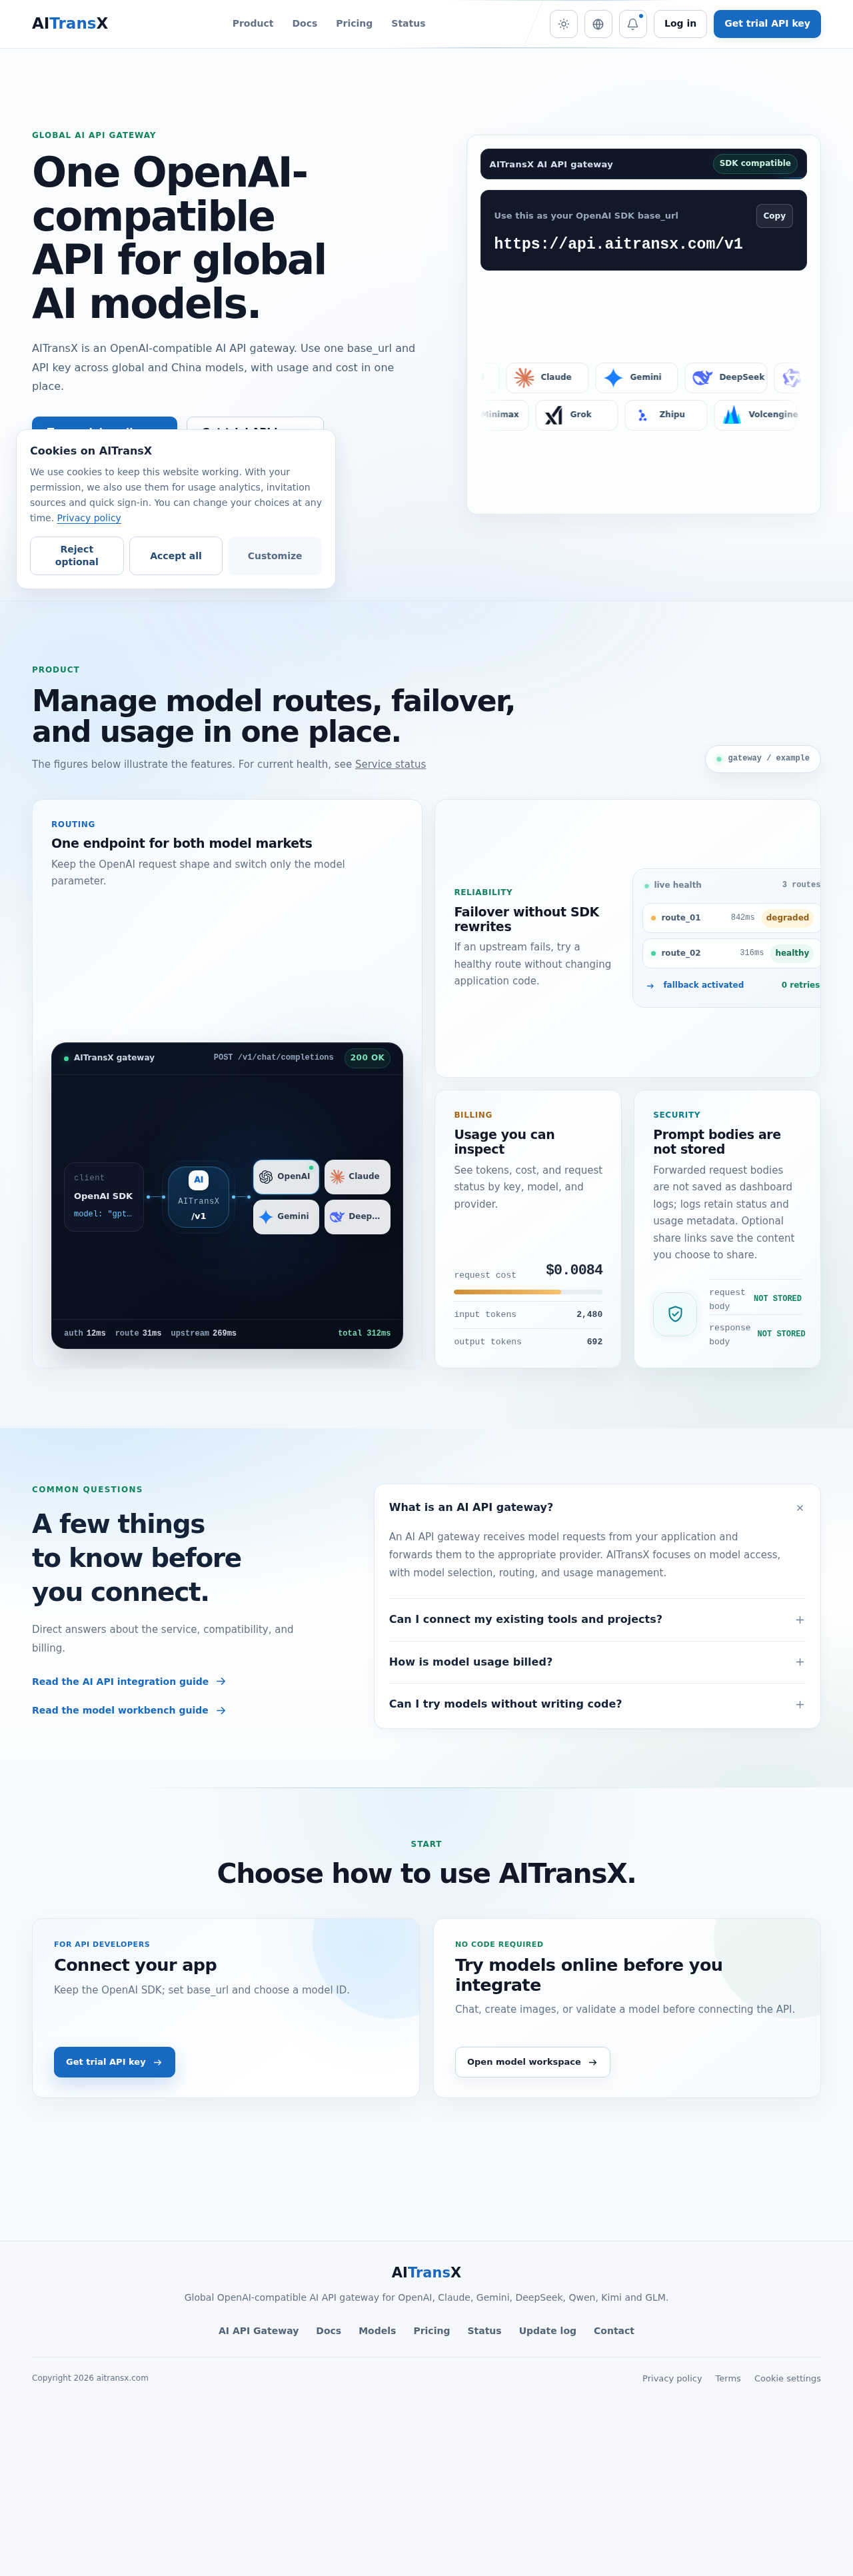 AITransX
Product
Docs
Pricing
Status
Log in
Get trial API key
GLOBAL AI API GATEWAY
One OpenAI-
compatible
API for global
AI models.
AITransX is an OpenAI-compatible AI API gateway. Use one base_url and
API key across global and China models, with usage and cost in one
place.
AITransX AI API gateway
SDK compatible
Use this as your OpenAI SDK base_url
Copy
https://api.aitransx.com/v1
Claude
Gemini
DeepSeek
Minimax
Grok
Zhipu
Volcengine
Cookies on AITransX
We use cookies to keep this website working. With your
permission, we also use them for usage analytics, invitation
sources and quick sign-in. You can change your choices at any
time. Privacy policy
Reject
optional
Accept all
Customize
PRODUCT
Manage model routes, failover,
and usage in one place.
The figures below illustrate the features. For current health, see Service status
gateway / example
ROUTING
One endpoint for both model markets
Keep the OpenAI request shape and switch only the model
parameter.
AITransX gateway
POST /v1/chat/completions
200 OK
client
OpenAI SDK
model: "gpt…
AI
AITransX
/v1
OpenAI
Claude
Gemini
Deep…
auth 12ms route 31ms upstream 269ms
total 312ms
RELIABILITY
Failover without SDK
rewrites
If an upstream fails, try a
healthy route without changing
application code.
live health
3 routes
route_01
842ms
degraded
route_02
316ms
healthy
→ fallback activated
0 retries
BILLING
Usage you can
inspect
See tokens, cost, and request
status by key, model, and
provider.
request cost
$0.0084
input tokens
2,480
output tokens
692
SECURITY
Prompt bodies are
not stored
Forwarded request bodies
are not saved as dashboard
logs; logs retain status and
usage metadata. Optional
share links save the content
you choose to share.
request
body
NOT STORED
response
body
NOT STORED
COMMON QUESTIONS
A few things
to know before
you connect.
Direct answers about the service, compatibility, and
billing.
Read the AI API integration guide →
Read the model workbench guide →
What is an AI API gateway?
An AI API gateway receives model requests from your application and
forwards them to the appropriate provider. AITransX focuses on model access,
with model selection, routing, and usage management.
Can I connect my existing tools and projects?
How is model usage billed?
Can I try models without writing code?
START
Choose how to use AITransX.
FOR API DEVELOPERS
Connect your app
Keep the OpenAI SDK; set base_url and choose a model ID.
Get trial API key →
NO CODE REQUIRED
Try models online before you
integrate
Chat, create images, or validate a model before connecting the API.
Open model workspace →
AITransX
Global OpenAI-compatible AI API gateway for OpenAI, Claude, Gemini, DeepSeek, Qwen, Kimi and GLM.
AI API Gateway
Docs
Models
Pricing
Status
Update log
Contact
Copyright 2026 aitransx.com
Privacy policy
Terms
Cookie settings